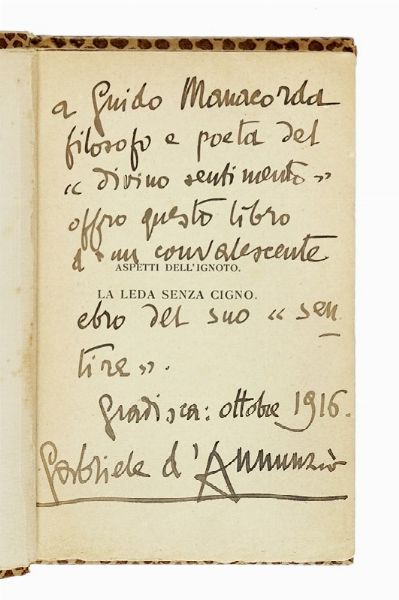 a Guido Manacorda
filosofo e poeta del
« divino sentimento »
offro questo libro
d'un convalescente
ASPETTI DELL'IGNOTO.
LA LEDA SENZA CIGNO.
ebro del suo « sen
tire ».
Gradisca: ottobre 1916.
Gabriele d'Annunzio